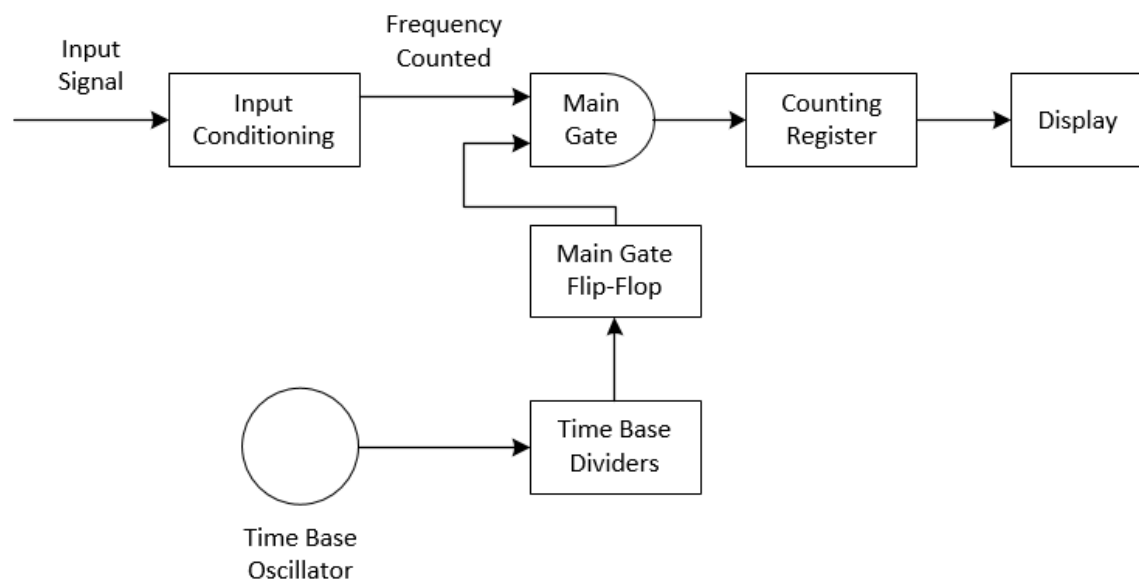 Input
Signal
Frequency
Counted
Input
Conditioning
Main
Gate
Counting
Register
Display
Main Gate
Flip-Flop
Time Base
Dividers
Time Base
Oscillator